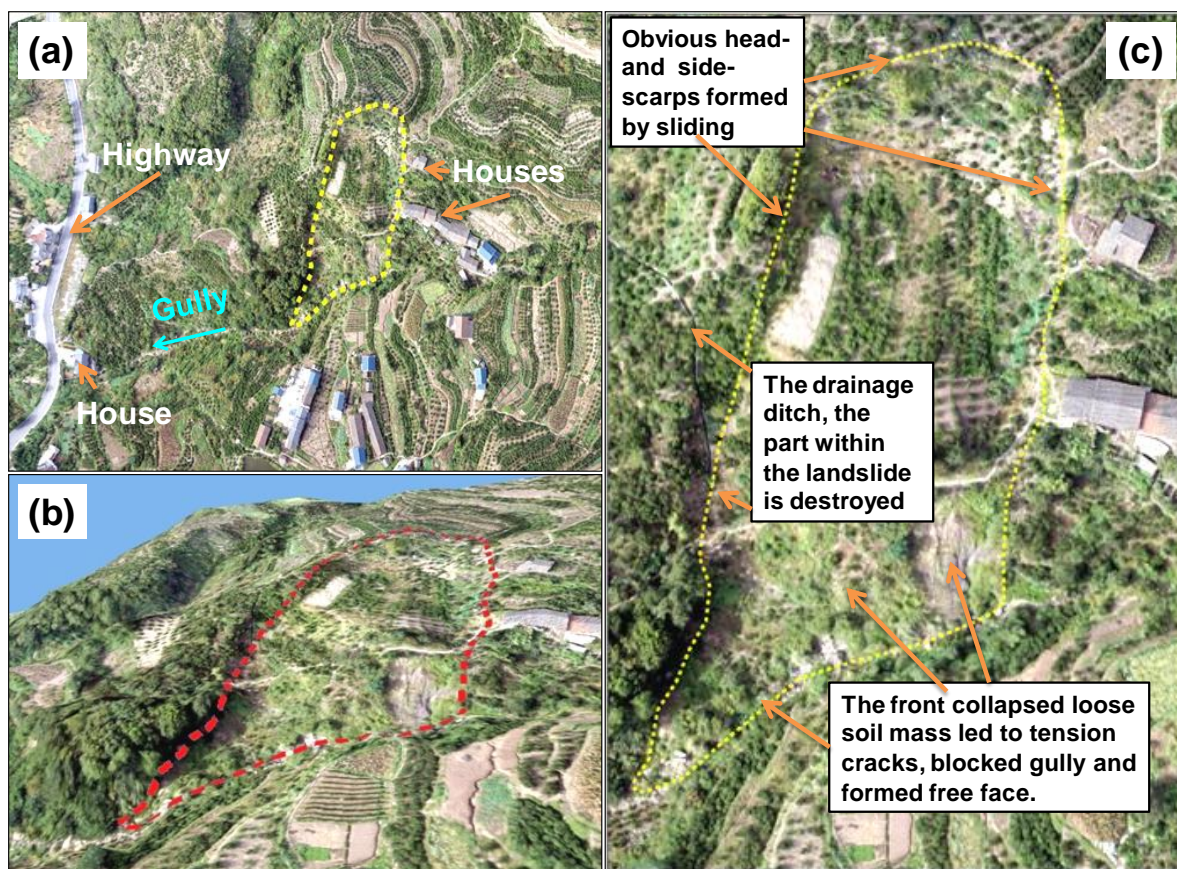 (a)
Highway
Houses
Gully
House
(b)
(c)
Obvious head-
and side-
scarps formed
by sliding
The drainage
ditch, the
part within
the landslide
is destroyed
The front collapsed loose
soil mass led to tension
cracks, blocked gully and
formed free face.